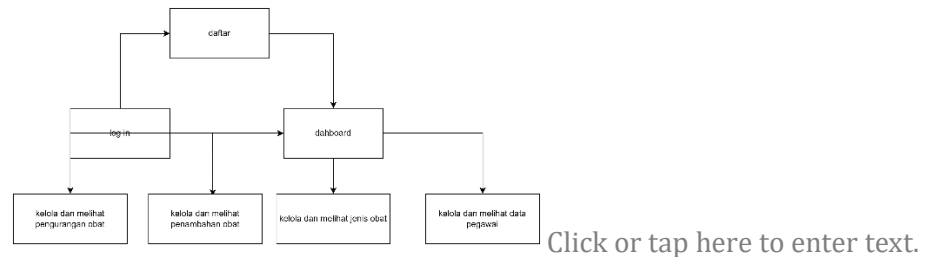 daftar
log in
dahboard
kelola dan melihat
pengurangan obat
kelola dan melihat
penambahan obat
kelola dan melihat jenis obat
kelola dan melihat data
pegawai
Click or tap here to enter text.